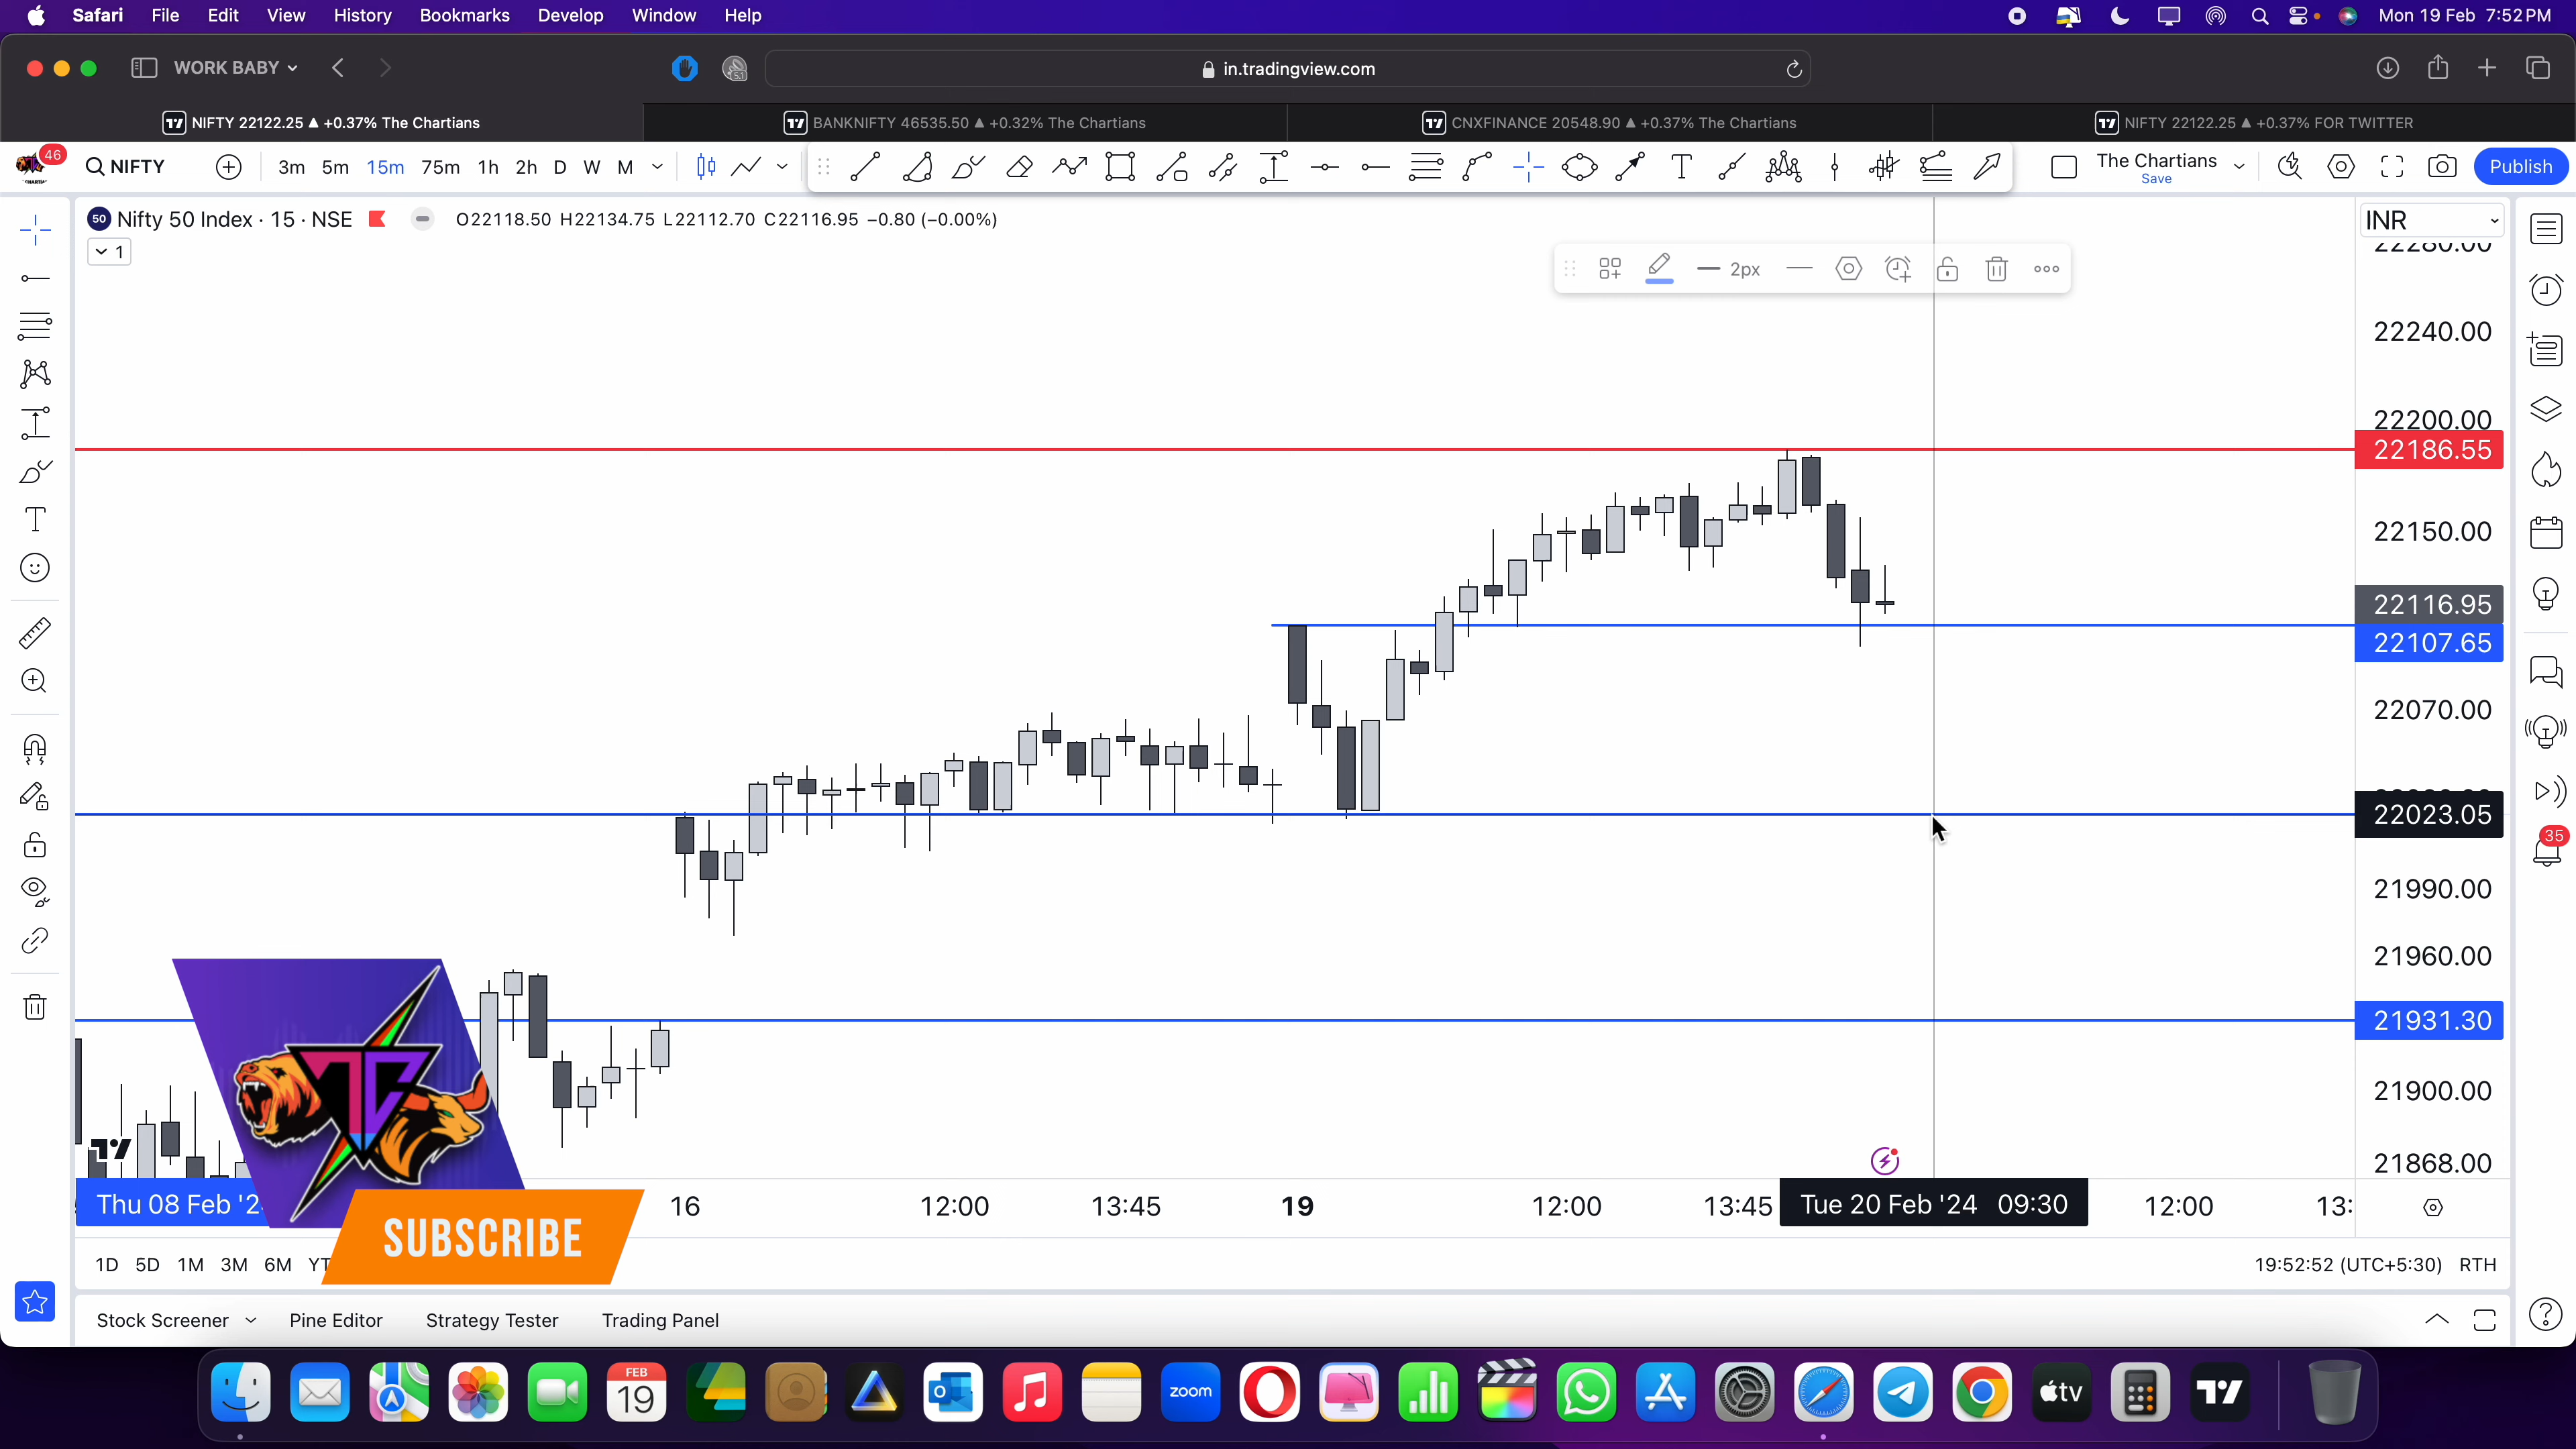 Safari File Edit View History Bookmarks Develop Window Help
Mon 19 Feb 7:52 PM
WORK BABY
in.tradingview.com
NIFTY 22122.25 ▲ +0.37% The Chartians
BANKNIFTY 46535.50 ▲ +0.32% The Chartians
CNXFINANCE 20548.90 ▲ +0.37% The Chartians
NIFTY 22122.25 ▲ +0.37% FOR TWITTER
46
NIFTY
3m 5m 15m 75m 1h 2h D W M
The Chartians
Save
Publish
50 Nifty 50 Index · 15 · NSE
O22118.50 H22134.75 L22112.70 C22116.95 −0.80 (−0.00%)
1
2px
INR
22280.00
22240.00
22200.00
22186.55
22150.00
22116.95
22107.65
22070.00
22023.05
21990.00
21960.00
21931.30
21900.00
21868.00
35
TC
SUBSCRIBE
Thu 08 Feb '2
16 12:00 13:45 19 12:00 13:45
Tue 20 Feb '24 09:30
12:00 13:
1D 5D 1M 3M 6M YT
19:52:52 (UTC+5:30) RTH
Stock Screener Pine Editor Strategy Tester Trading Panel
FEB
19
zoom
tv